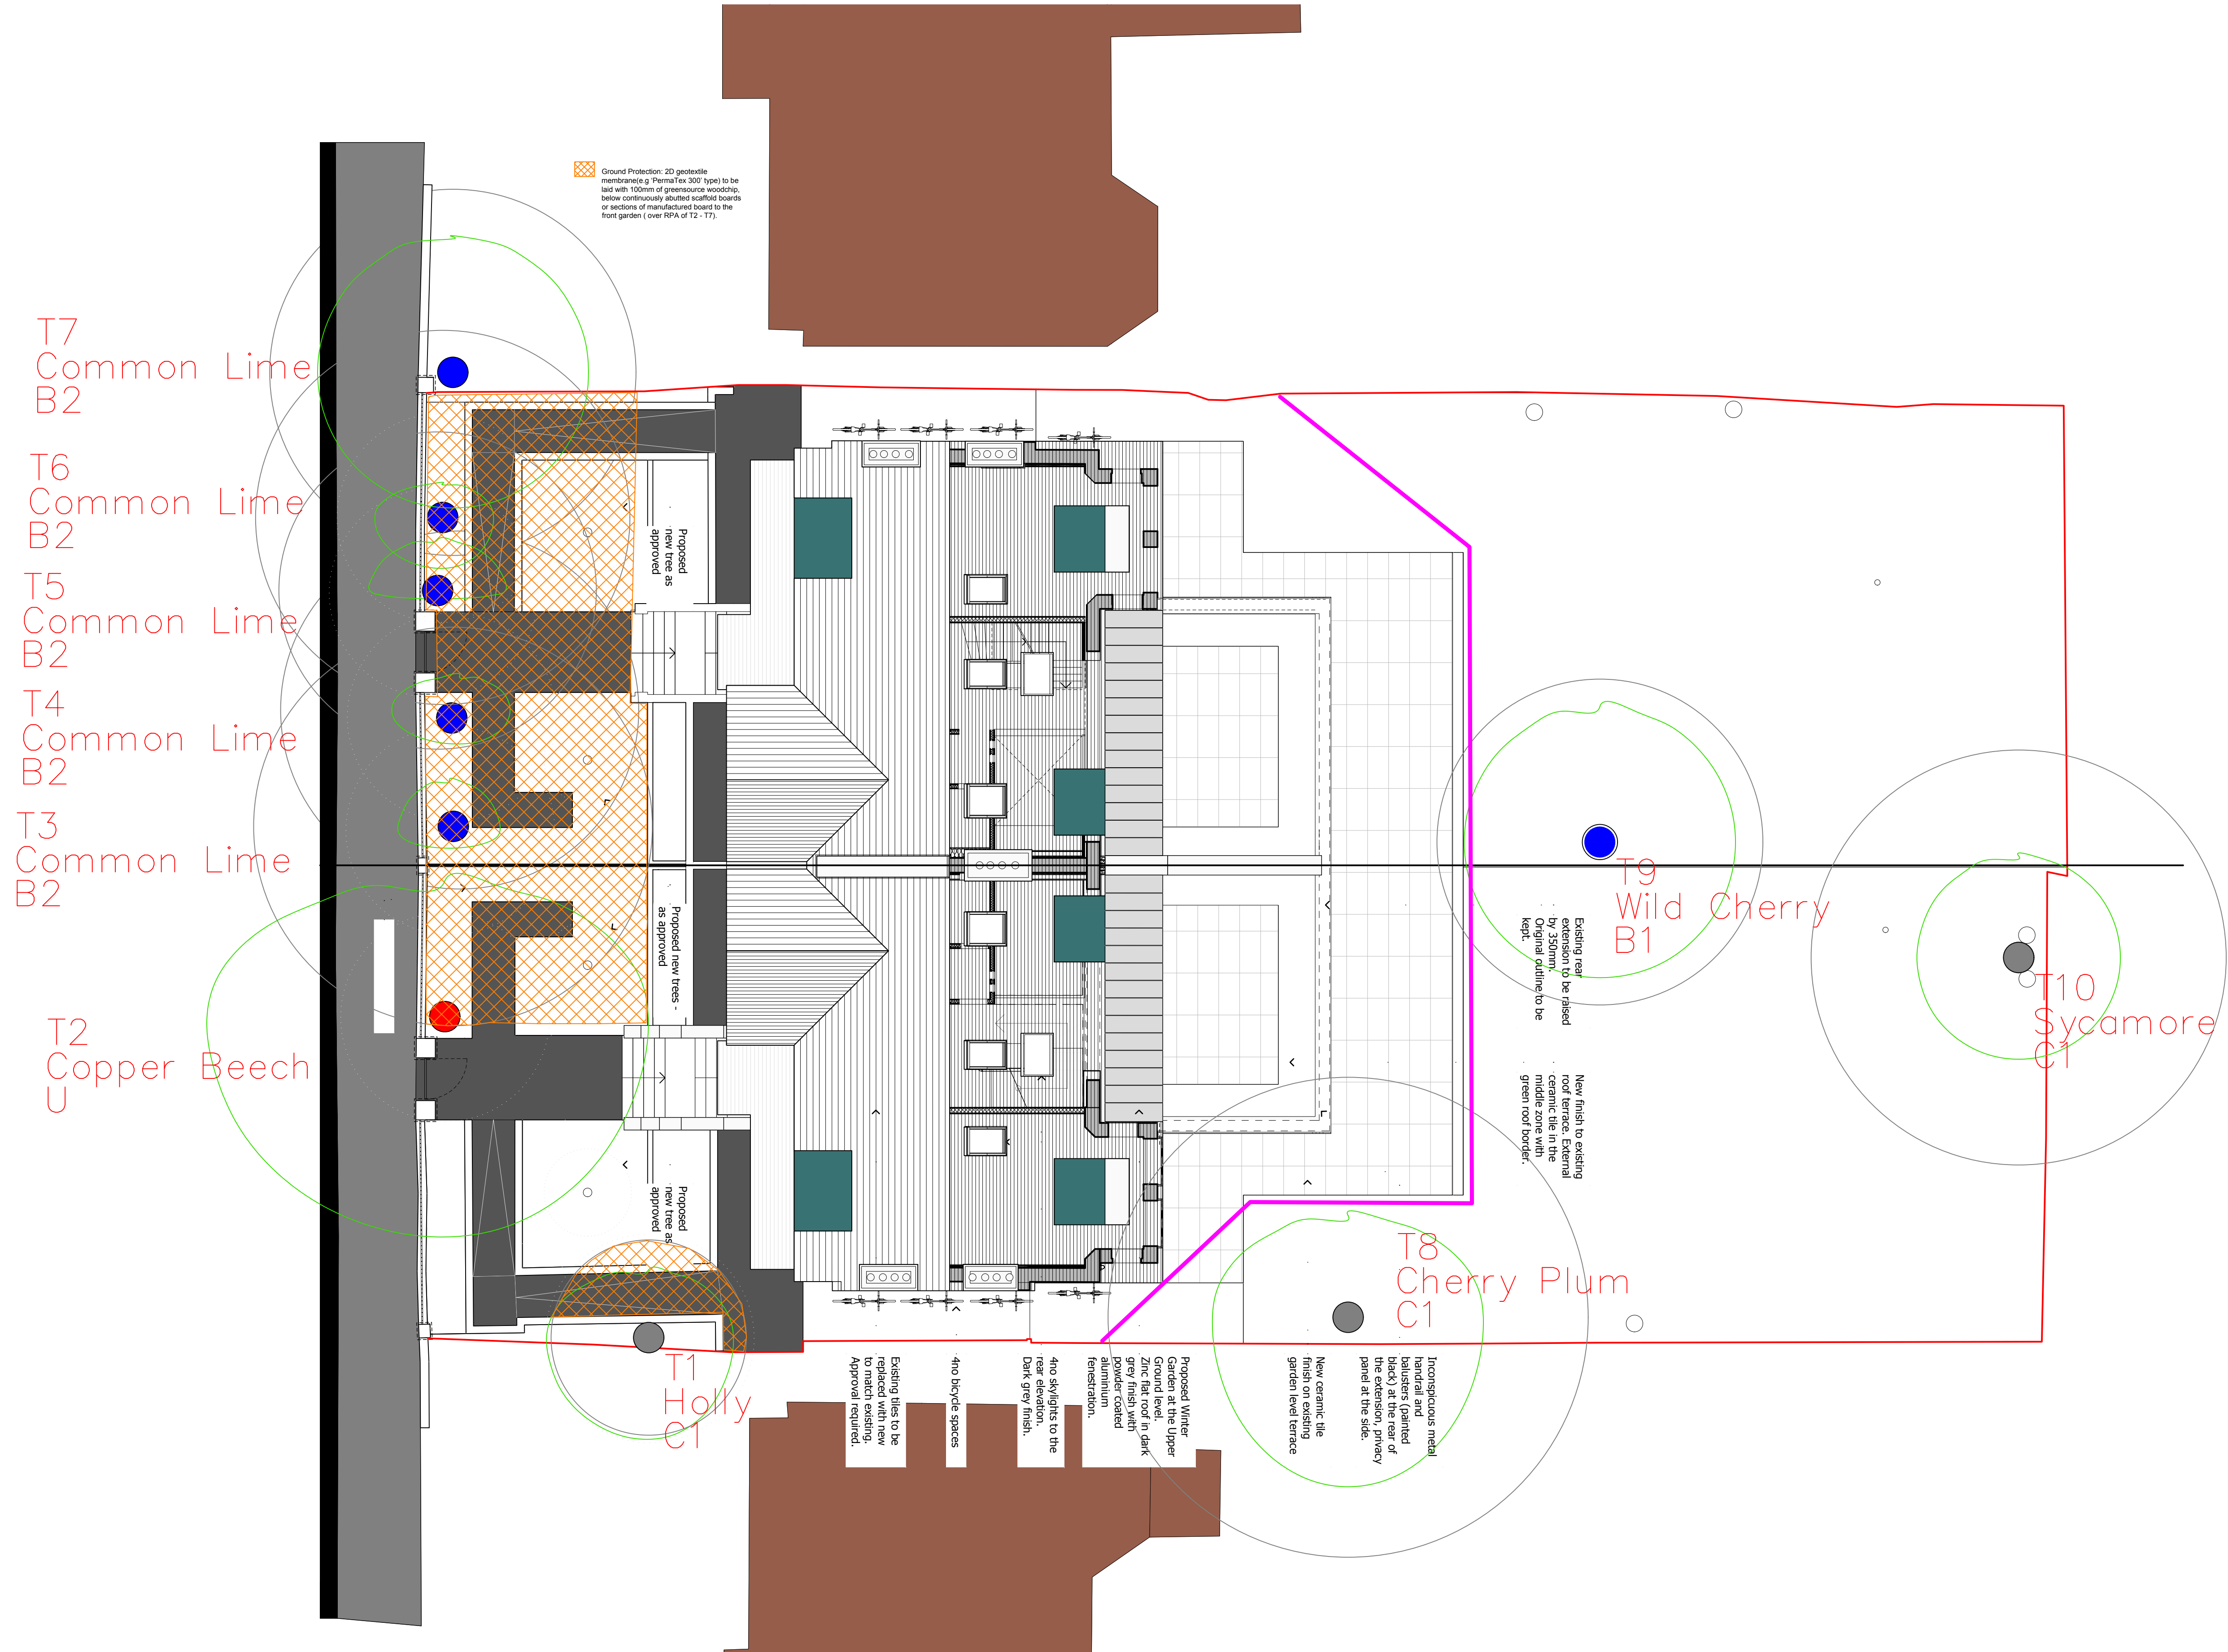 Ground Protection: 2D geotextile
membrane(e.g 'PermaTex 300' type) to be
laid with 100mm of greensource woodchip,
below continuously abutted scaffold boards
or sections of manufactured board to the
front garden ( over RPA of T2 - T7).
T7
Common Lime
B2
T6
Common Lime
B2
T5
Common Lime
B2
T4
Common Lime
B2
T3
Common Lime
B2
T2
Copper Beech
U
Proposed
new tree as
approved
Proposed new trees -
as approved
Proposed
new tree as
approved
T1
Holly
C1
T9
Wild Cherry
B1
T10
Sycamore
C1
T8
Cherry Plum
C1
Existing rear
extension to be raised
by 350mm.
Original outline to be
kept.
New finish to existing
roof terrace. External
ceramic tile in the
middle zone with
green roof border.
Existing tiles to be
replaced with new
to match existing.
Approval required.
4no bicycle spaces
4no skylights to the
rear elevation.
Dark grey finish.
Proposed Winter
Garden at the Upper
Ground level.
Zinc flat roof in dark
grey finish with
powder coated
aluminium
fenestration.
New ceramic tile
finish on existing
garden level terrace
Inconspicuous metal
handrail and
balusters (painted
black) at the rear of
the extension, privacy
panel at the side.